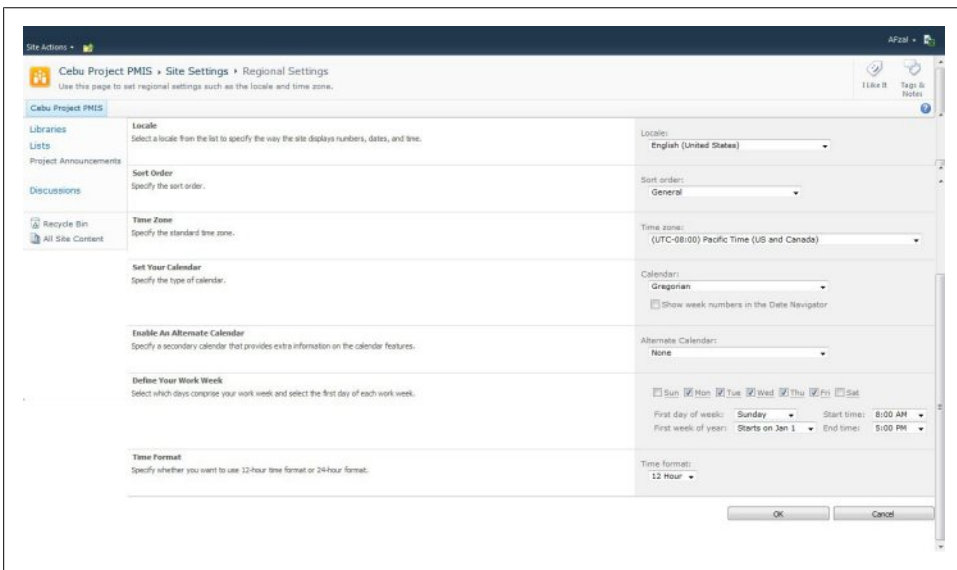 Site Actions
AFzal
Cebu Project PMIS › Site Settings › Regional Settings
Use this page to set regional settings such as the locale and time zone.
I Like It
Tags & Notes
Cebu Project PMIS
Libraries
Lists
Project Announcements
Discussions
Recycle Bin
All Site Content
Locale
Select a locale from the list to specify the way the site displays numbers, dates, and time.
Locale:
English (United States)
Sort Order
Specify the sort order.
Sort order:
General
Time Zone
Specify the standard time zone.
Time zone:
(UTC-08:00) Pacific Time (US and Canada)
Set Your Calendar
Specify the type of calendar.
Calendar:
Gregorian
Show week numbers in the Date Navigator
Enable An Alternate Calendar
Specify a secondary calendar that provides extra information on the calendar features.
Alternate Calendar:
None
Define Your Work Week
Select which days comprise your work week and select the first day of each work week.
Sun Mon Tue Wed Thu Fri Sat
First day of week: Sunday Start time: 8:00 AM
First week of year: Starts on Jan 1 End time: 5:00 PM
Time Format
Specify whether you want to use 12-hour time format or 24-hour format.
Time format:
12 Hour
OK Cancel